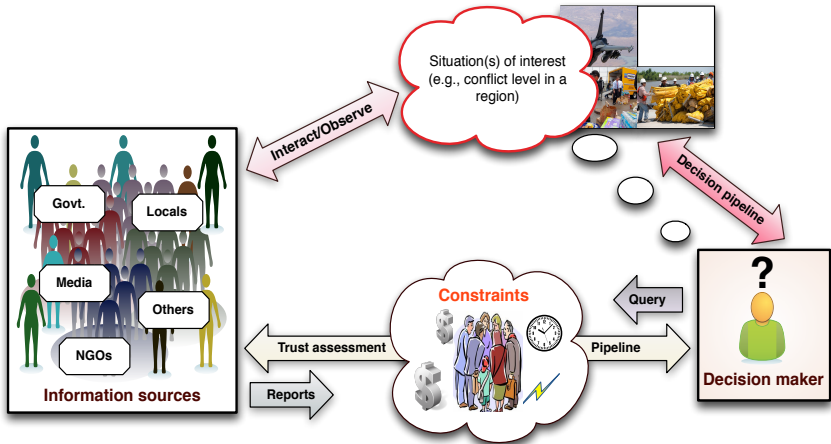 Situation(s) of interest
(e.g., conflict level in a
region)
Interact/Observe
Decision pipeline
Govt.
Locals
Media
Others
NGOs
Information sources
Constraints
$
$
Trust assessment
Pipeline
Reports
Query
?
Decision maker